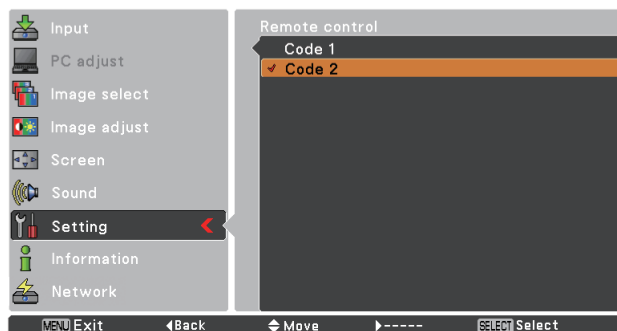 Input
PC adjust
Image select
Image adjust
Screen
Sound
Setting
Information
Network
Remote control
Code 1
Code 2
MENU Exit ◀Back Move ▶----- SELECT Select